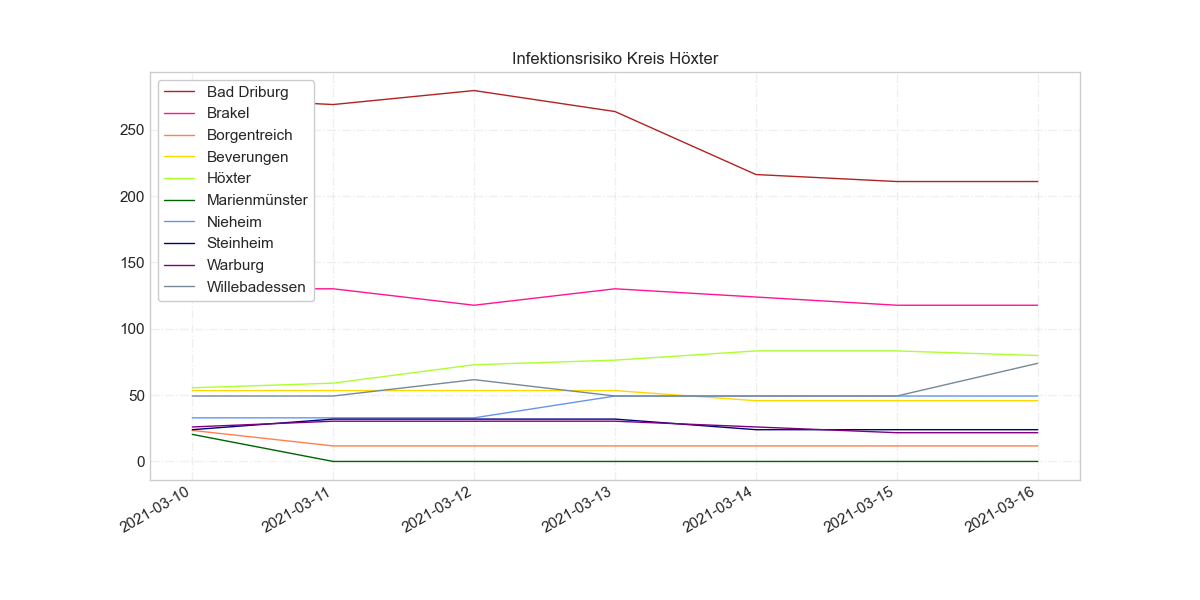 Infektionsrisiko Kreis Höxter
Bad Driburg
Brakel
Borgentreich
Beverungen
Höxter
Marienmünster
Nieheim
Steinheim
Warburg
Willebadessen
250
200
150
100
50
0
2021-03-10
2021-03-11
2021-03-12
2021-03-13
2021-03-14
2021-03-15
2021-03-16